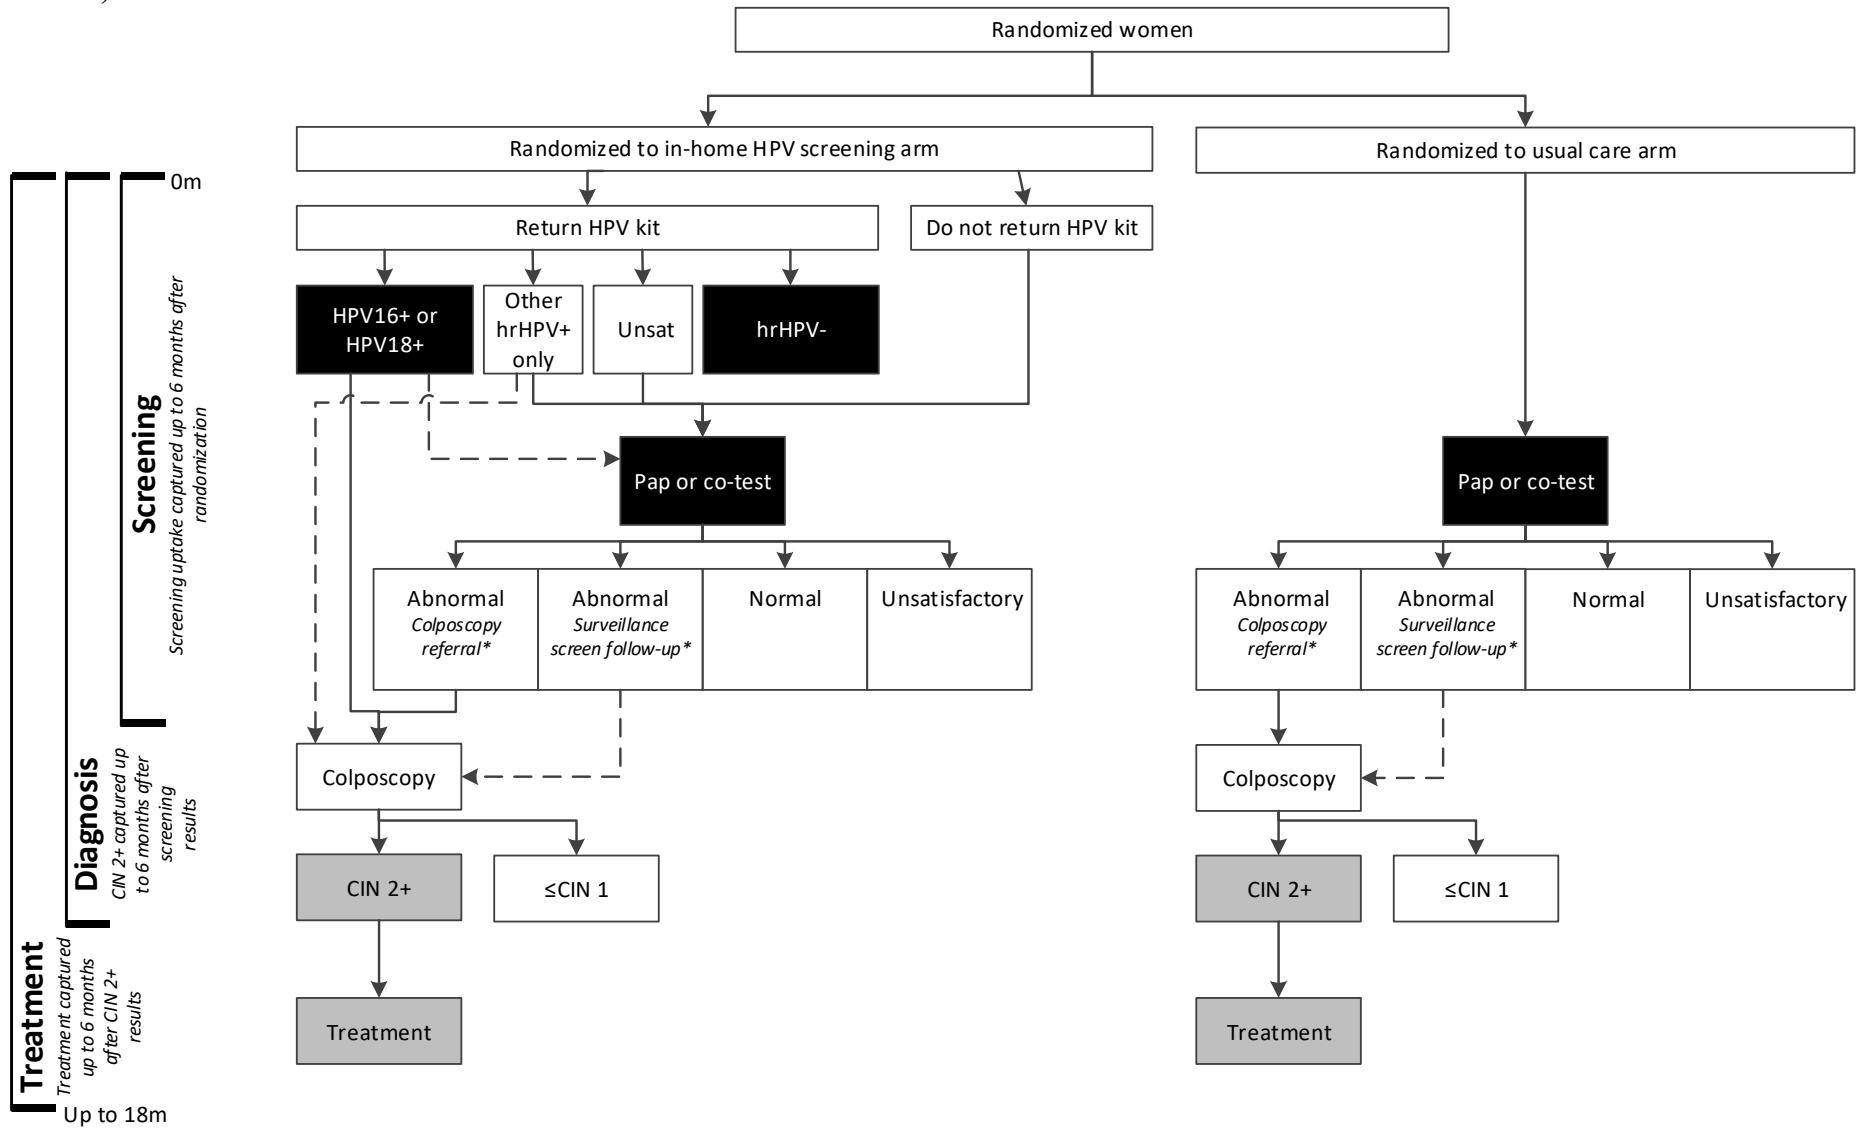 Randomized women
Randomized to in-home HPV screening arm
Randomized to usual care arm
0m
Return HPV kit
Do not return HPV kit
HPV16+ or
HPV18+
Other
hrHPV+
only
Unsat
hrHPV-
Screening
Screening uptake captured up to 6 months after
randomization
Pap or co-test
Pap or co-test
Abnormal
Colposcopy
referral*
Abnormal
Surveillance
screen follow-up*
Normal
Unsatisfactory
Abnormal
Colposcopy
referral*
Abnormal
Surveillance
screen follow-up*
Normal
Unsatisfactory
Diagnosis
CIN 2+ captured up
to 6 months after
screening
results
Colposcopy
Colposcopy
CIN 2+
≤CIN 1
CIN 2+
≤CIN 1
Treatment
Treatment captured
up to 6 months
after CIN 2+
results
Treatment
Treatment
Up to 18m